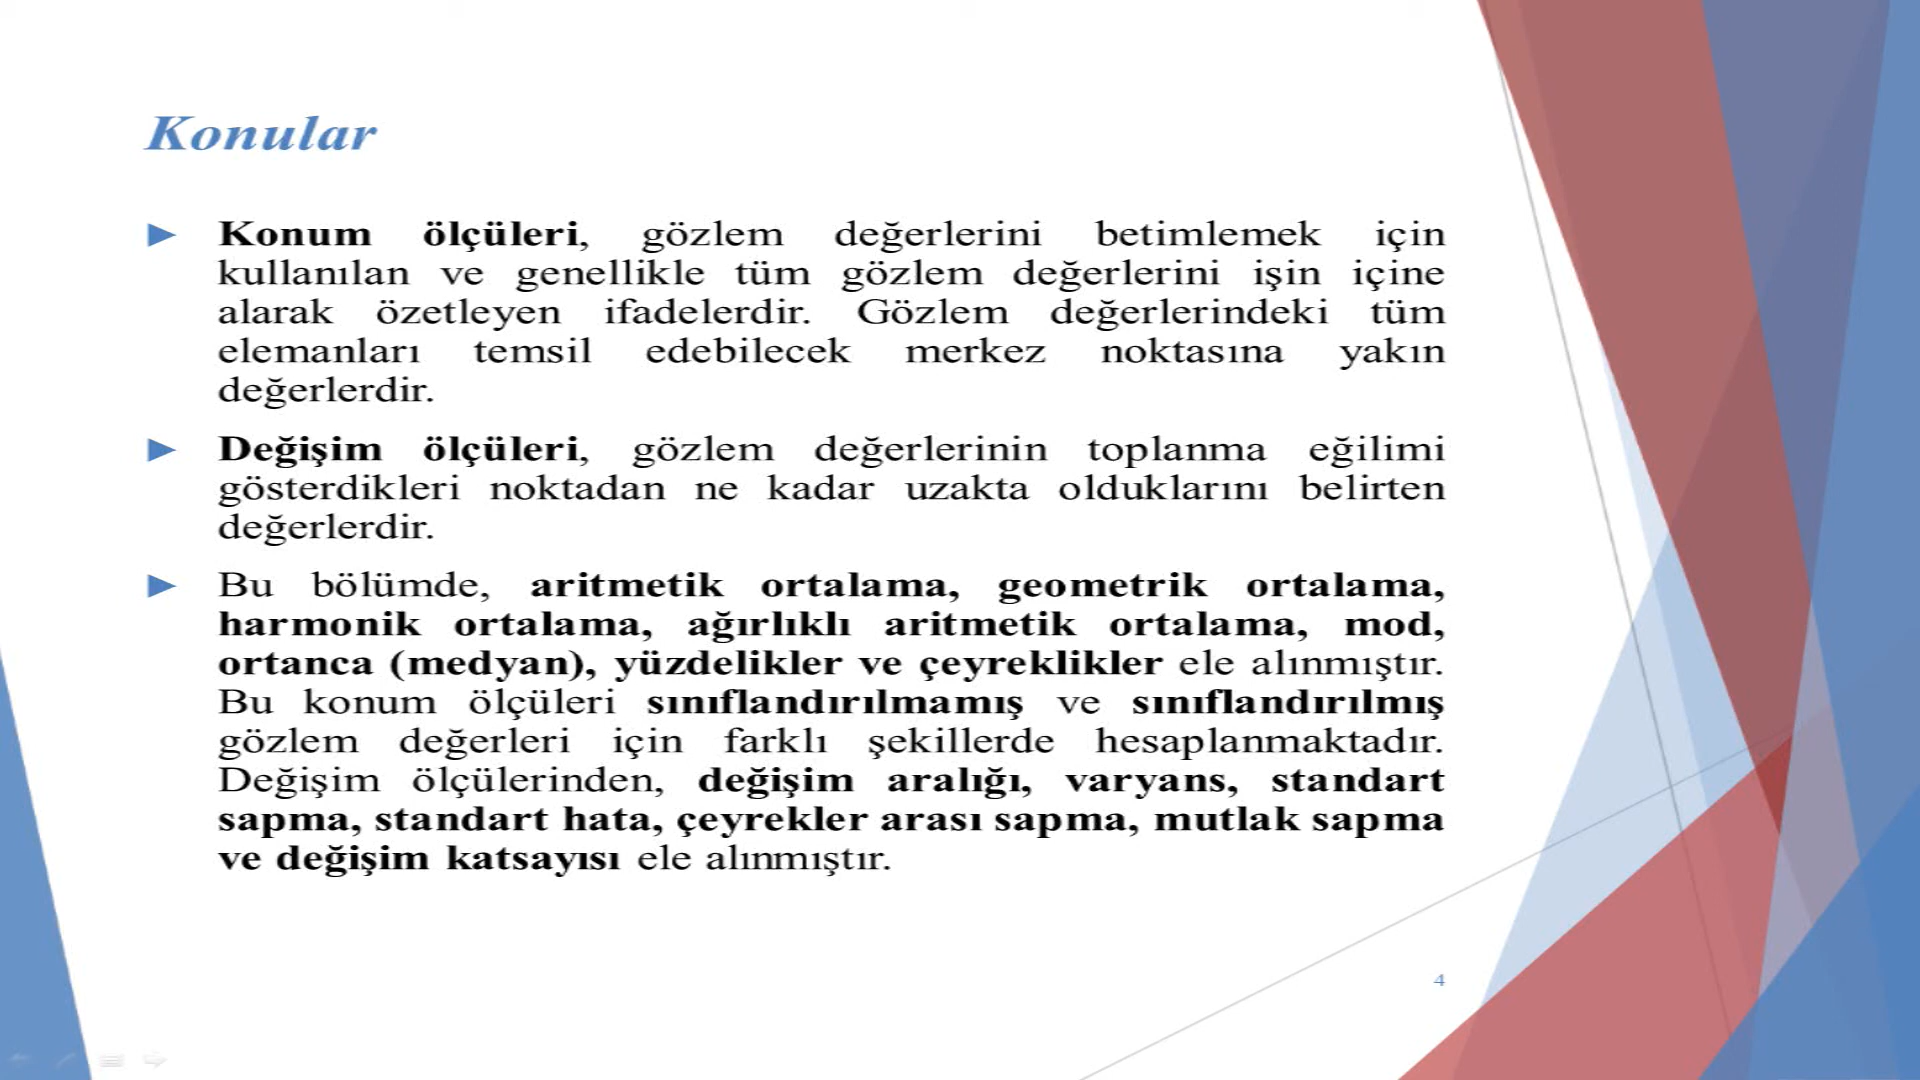 Konular
Konum ölçüleri, gözlem değerlerini betimlemek için
kullanılan ve genellikle tüm gözlem değerlerini işin içine
alarak özetleyen ifadelerdir. Gözlem değerlerindeki tüm
elemanları temsil edebilecek merkez noktasına yakın
değerlerdir.
Değişim ölçüleri, gözlem değerlerinin toplanma eğilimi
gösterdikleri noktadan ne kadar uzakta olduklarını belirten
değerlerdir.
Bu bölümde, aritmetik ortalama, geometrik ortalama,
harmonik ortalama, ağırlıklı aritmetik ortalama, mod,
ortanca (medyan), yüzdelikler ve çeyreklikler ele alınmıştır.
Bu konum ölçüleri sınıflandırılmamış ve sınıflandırılmış
gözlem değerleri için farklı şekillerde hesaplanmaktadır.
Değişim ölçülerinden, değişim aralığı, varyans, standart
sapma, standart hata, çeyrekler arası sapma, mutlak sapma
ve değişim katsayısı ele alınmıştır.
4